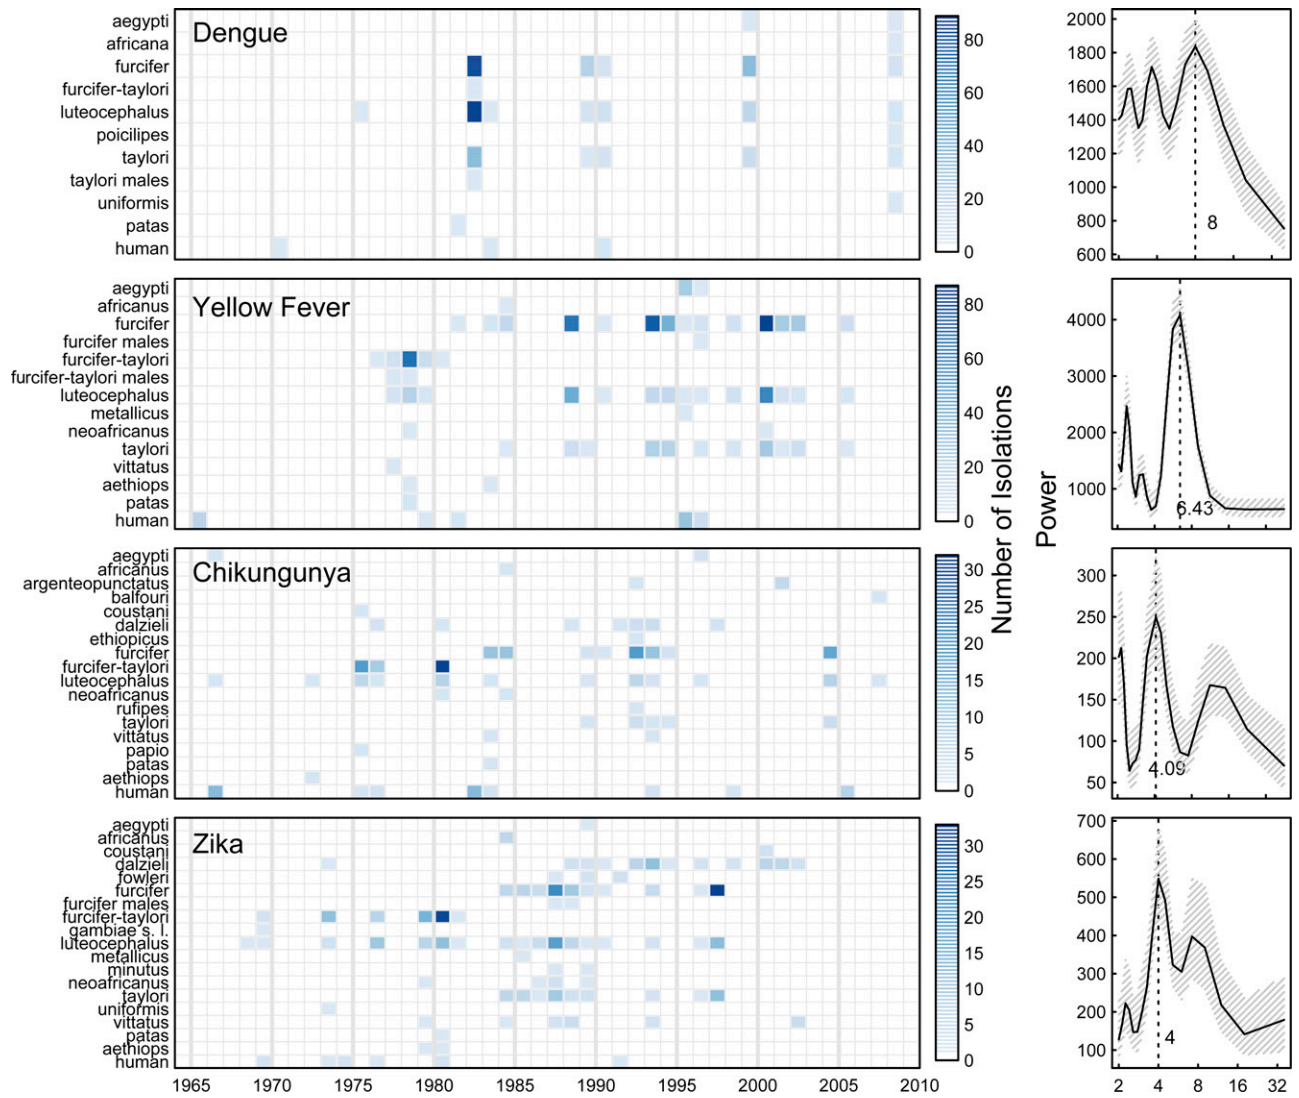 Dengue
aegypti
africana
furcifer
furcifer-taylori
luteocephalus
poicilipes
taylori
taylori males
uniformis
patas
human
80
60
40
20
0
2000
1800
1600
1400
1200
1000
800
600
8
Yellow Fever
aegypti
africanus
furcifer
furcifer males
furcifer-taylori
furcifer-taylori males
luteocephalus
metallicus
neoafricanus
taylori
vittatus
aethiops
patas
human
80
60
40
20
0
4000
3000
2000
1000
6.43
Number of Isolations
Power
Chikungunya
aegypti
africanus
argenteopunctatus
balfouri
coustani
dalzieli
ethiopicus
furcifer
furcifer-taylori
luteocephalus
neoafricanus
rufipes
taylori
vittatus
papio
patas
aethiops
human
30
25
20
15
10
5
0
300
250
200
150
100
50
4.09
Zika
aegypti
africanus
coustani
dalzieli
fowleri
furcifer
furcifer males
furcifer-taylori
gambiae s. l.
luteocephalus
metallicus
minutus
neoafricanus
taylori
uniformis
vittatus
patas
aethiops
human
30
25
20
15
10
5
0
700
600
500
400
300
200
100
4
1965 1970 1975 1980 1985 1990 1995 2000 2005 2010
2 4 8 16 32